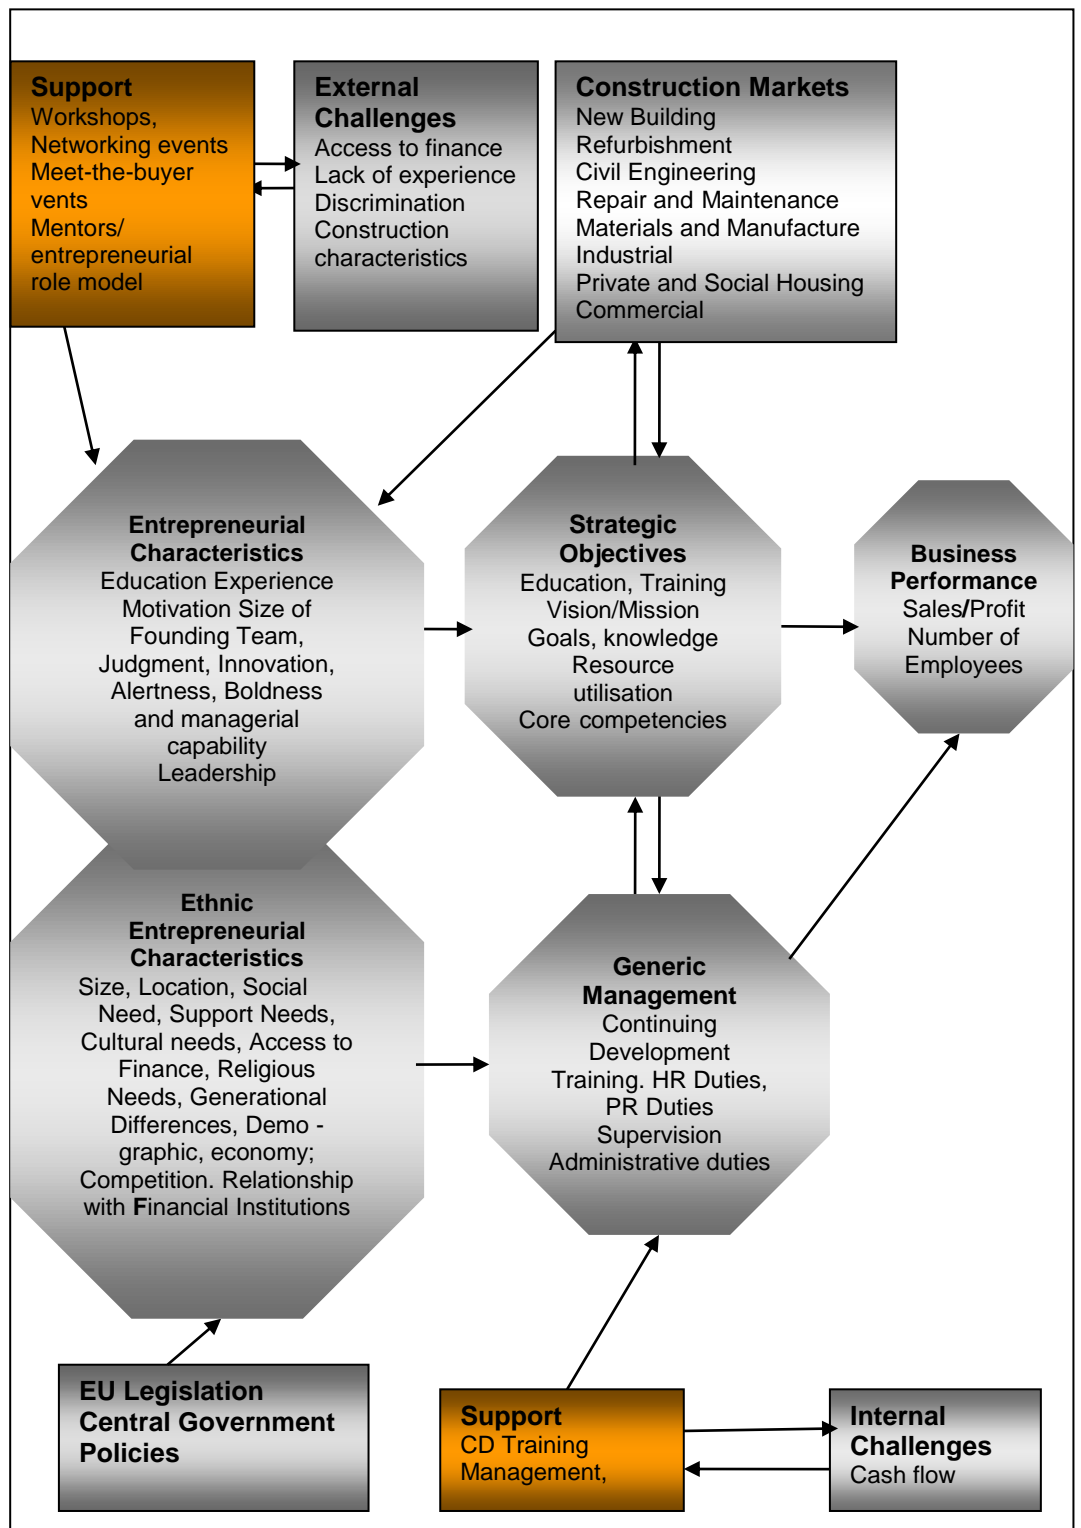 Support
Workshops,
Networking events
Meet-the-buyer
vents
Mentors/
entrepreneurial
role model
External
Challenges
Access to finance
Lack of experience
Discrimination
Construction
characteristics
Construction Markets
New Building
Refurbishment
Civil Engineering
Repair and Maintenance
Materials and Manufacture
Industrial
Private and Social Housing
Commercial
Entrepreneurial
Characteristics
Education Experience
Motivation Size of
Founding Team,
Judgment, Innovation,
Alertness, Boldness
and managerial
capability
Leadership
Strategic
Objectives
Education, Training
Vision/Mission
Goals, knowledge
Resource
utilisation
Core competencies
Business
Performance
Sales/Profit
Number of
Employees
Ethnic
Entrepreneurial
Characteristics
Size, Location, Social
Need, Support Needs,
Cultural needs, Access to
Finance, Religious
Needs, Generational
Differences, Demo -
graphic, economy;
Competition. Relationship
with Financial Institutions
Generic
Management
Continuing
Development
Training. HR Duties,
PR Duties
Supervision
Administrative duties
EU Legislation
Central Government
Policies
Support
CD Training
Management,
Internal
Challenges
Cash flow